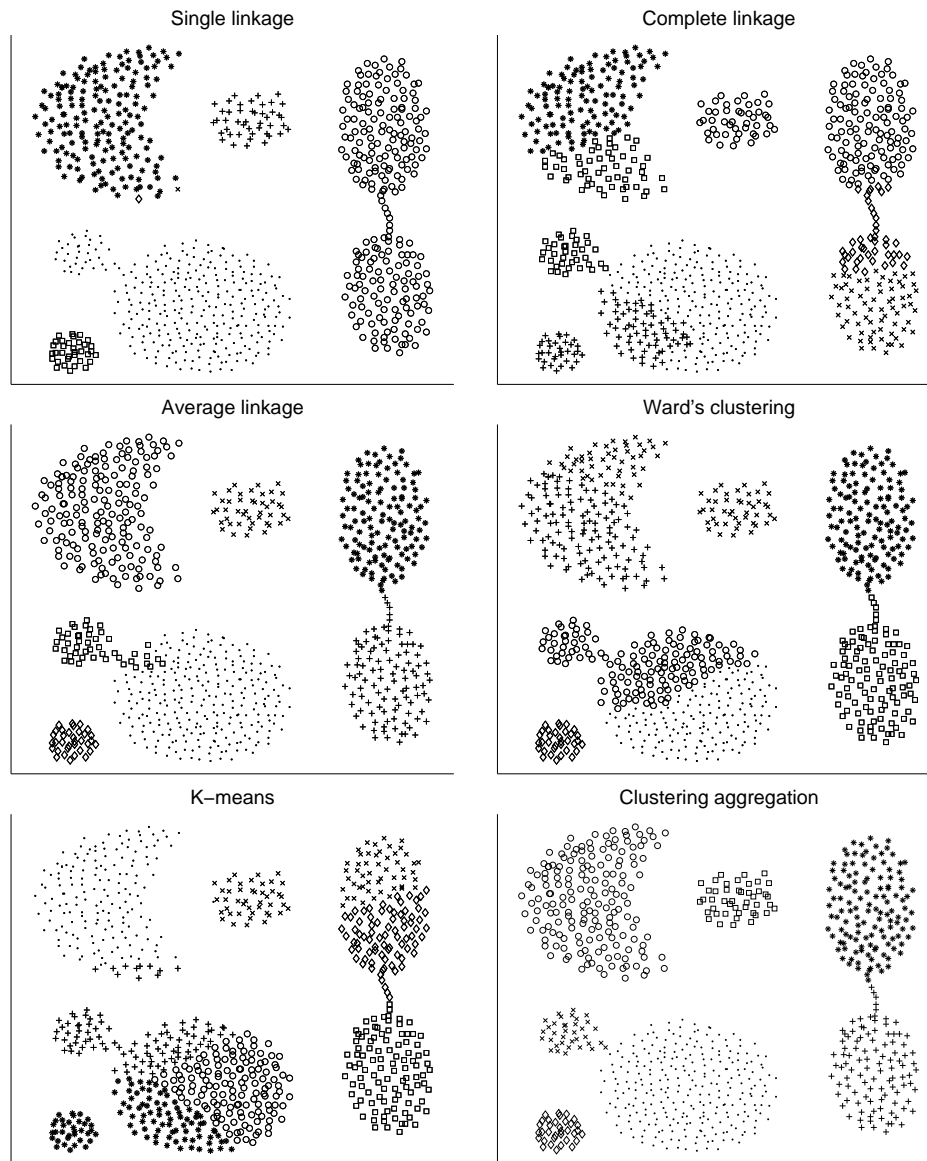 Single linkage
Complete linkage
Average linkage
Ward's clustering
K−means
Clustering aggregation